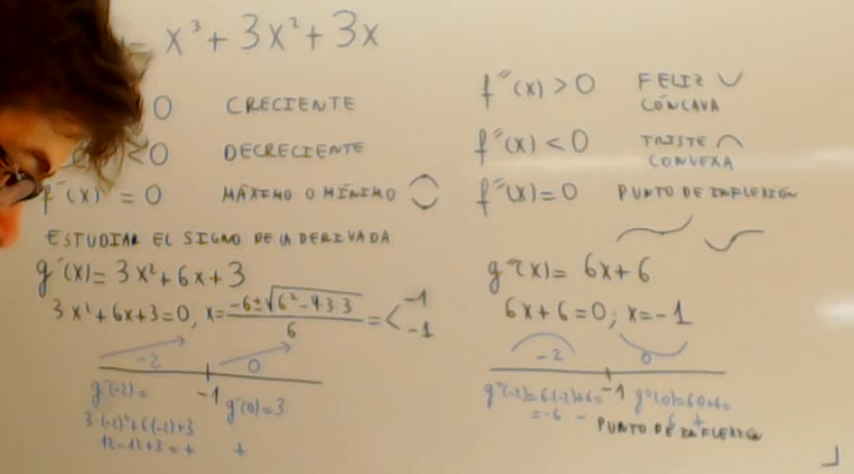 = x³ + 3x² + 3x
0 CRECIENTE
<0 DECRECIENTE
f'(x) = 0 MÁXIMO O MÍNIMO
f''(x) > 0 FELIZ
CÓNCAVA
f''(x) < 0 TRISTE
CONVEXA
f''(x) = 0 PUNTO DE INFLEXIÓN
ESTUDIAR EL SIGNO DE LA DERIVADA
g'(x) = 3x² + 6x + 3
3x² + 6x + 3 = 0, x = (-6 ± √(6² - 4·3·3))/6 = < -1 -1
-2 0
-1
g'(-2) =
3·(-2)²+6(-2)+3
12-12+3=+
g'(0) = 3
+
g''(x) = 6x + 6
6x + 6 = 0; x = -1
-2 0
-1
g''(-2)=6(-2)+6=
=-6 -
g''(0)=6·0+6=
6 +
PUNTO DE INFLEXIÓN